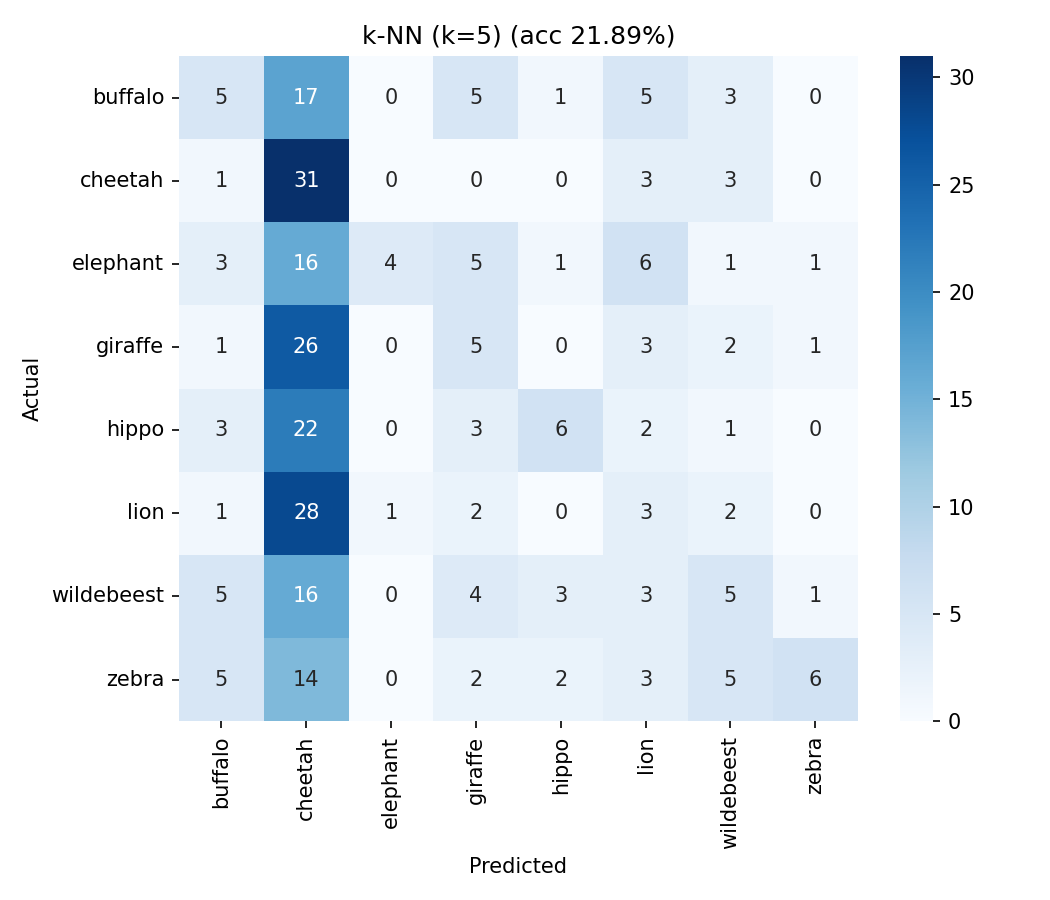 k-NN (k=5) (acc 21.89%)
buffalo 5 17 0 5 1 5 3 0
cheetah 1 31 0 0 0 3 3 0
elephant 3 16 4 5 1 6 1 1
giraffe 1 26 0 5 0 3 2 1
hippo 3 22 0 3 6 2 1 0
lion 1 28 1 2 0 3 2 0
wildebeest 5 16 0 4 3 3 5 1
zebra 5 14 0 2 2 3 5 6
Actual
buffalo cheetah elephant giraffe hippo lion wildebeest zebra
Predicted
30
25
20
15
10
5
0